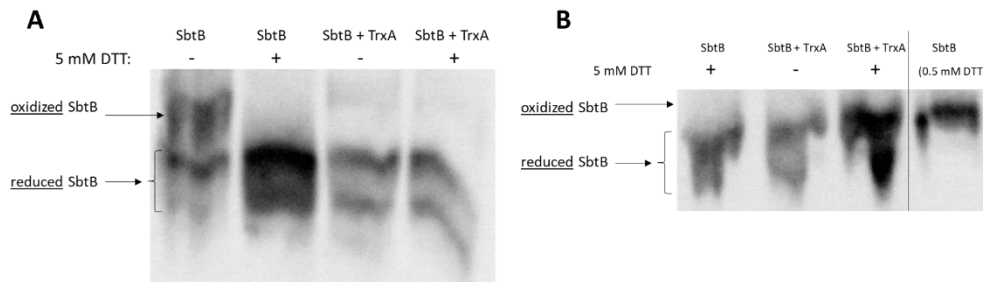 A
SbtB SbtB SbtB + TrxA SbtB + TrxA
5 mM DTT: - + - +
oxidized SbtB
reduced SbtB
B
SbtB SbtB + TrxA SbtB + TrxA SbtB
5 mM DTT + - + (0.5 mM DTT
oxidized SbtB
reduced SbtB